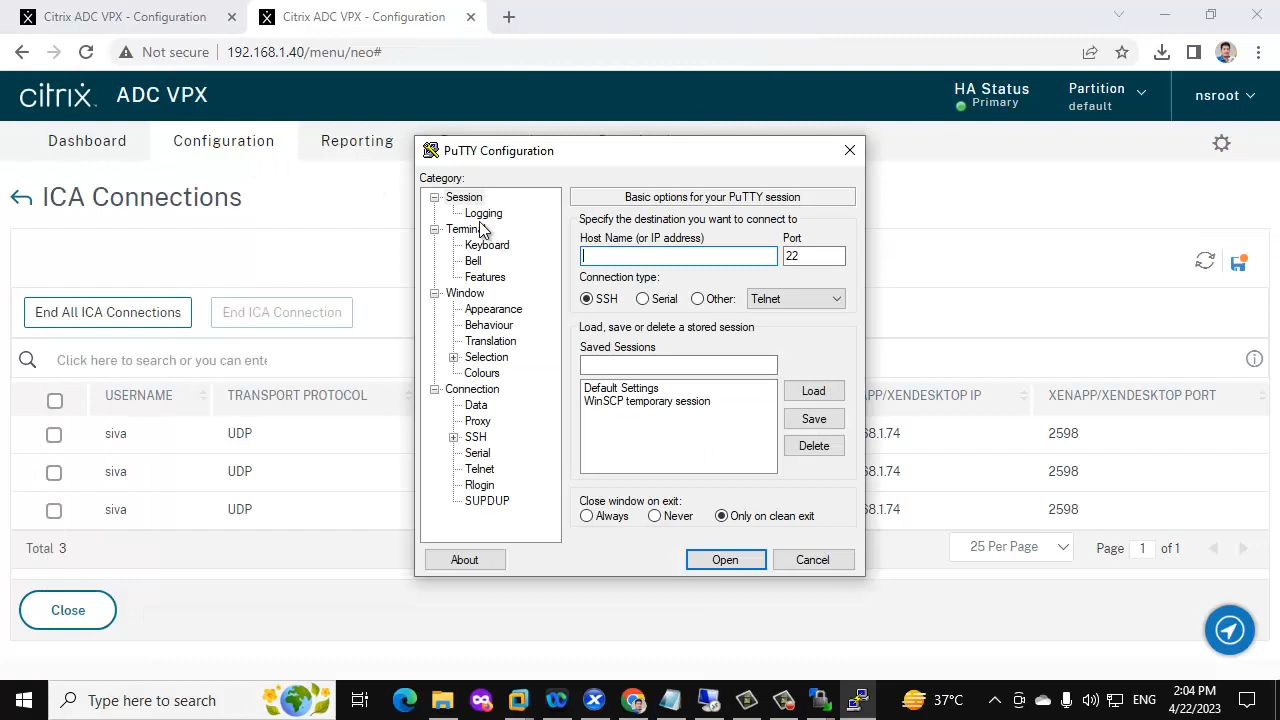 Citrix ADC VPX - Configuration
Citrix ADC VPX - Configuration
Not secure
192.168.1.40/menu/neo#
citrix.
ADC VPX
HA Status
Primary
Partition
default
nsroot
Dashboard
Configuration
Reporting
ICA Connections
End All ICA Connections
End ICA Connection
Click here to search or you can ente
USERNAME
TRANSPORT PROTOCOL
XENAPP/XENDESKTOP PORT
siva
UDP
2598
siva
UDP
2598
siva
UDP
2598
Total 3
25 Per Page
Page
1
of 1
Close
PuTTY Configuration
Category:
Session
Logging
Keyboard
Bell
Features
Window
Appearance
Behaviour
Translation
Selection
Colours
Connection
Data
Proxy
SSH
Serial
Telnet
Rlogin
SUPDUP
Basic options for your PuTTY session
Specify the destination you want to connect to
Host Name (or IP address)
Port
22
Connection type:
SSH
Serial
Other:
Telnet
Load, save or delete a stored session
Saved Sessions
Default Settings
WinSCP temporary session
Load
Save
Delete
Close window on exit:
Always
Never
Only on clean exit
About
Open
Cancel
Type here to search
37°C
ENG
2:04 PM
4/22/2023